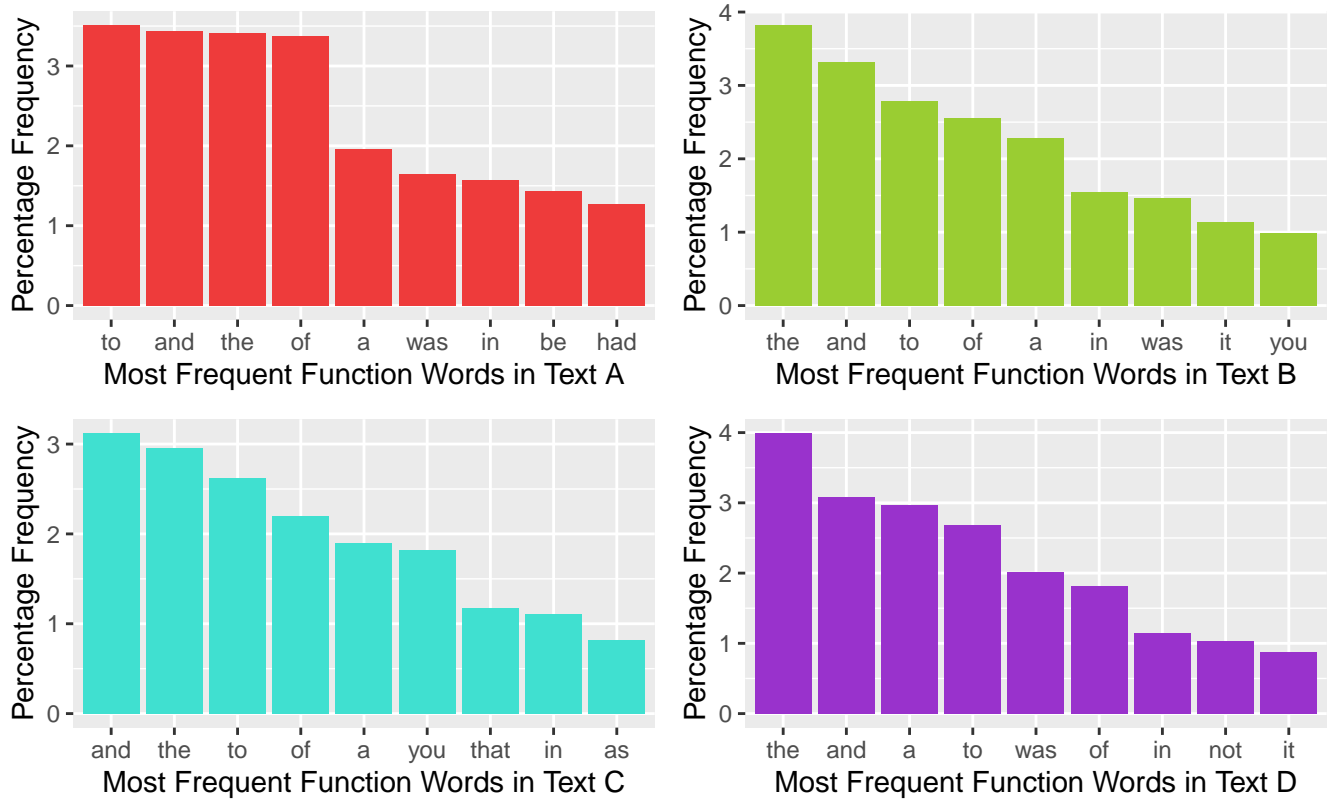 Percentage Frequency
3
2
1
0
to and the of a was in be had
Most Frequent Function Words in Text A
Percentage Frequency
4
3
2
1
0
the and to of a in was it you
Most Frequent Function Words in Text B
Percentage Frequency
3
2
1
0
and the to of a you that in as
Most Frequent Function Words in Text C
Percentage Frequency
4
3
2
1
0
the and a to was of in not it
Most Frequent Function Words in Text D